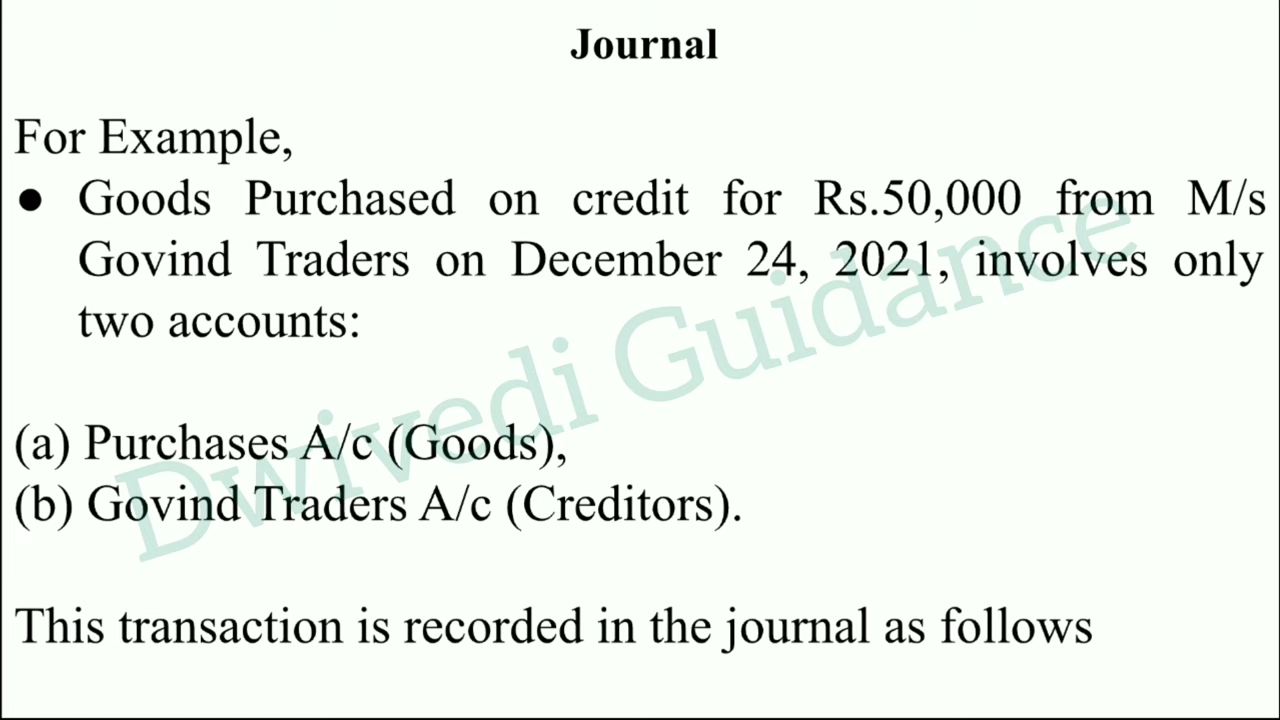 Journal
For Example,
● Goods Purchased on credit for Rs.50,000 from M/s
Govind Traders on December 24, 2021, involves only
two accounts:
(a) Purchases A/c (Goods),
(b) Govind Traders A/c (Creditors).
This transaction is recorded in the journal as follows
Dwivedi Guidance